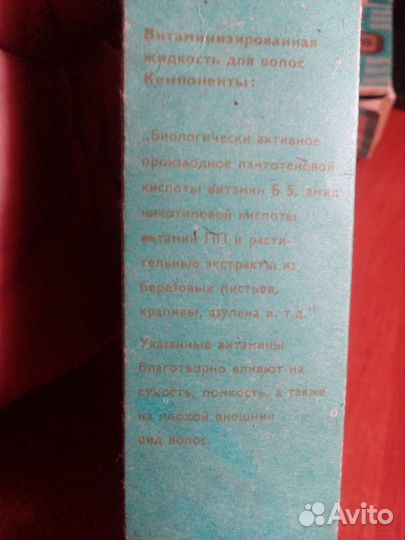 Витаминизированная
жидкость для волос
Компоненты:
„Биологически активное
производное пантотеновой
кислоты витамин Б 5, амид
никотиновой кислоты
витамин ПП и расти-
тельные экстракты из
березовых листьев,
крапивы, азулена и. т.д."
Указанные витамины
благотворно влияют на
сухость, ломкость, а также
на плохой внешний
вид волос.
Avito